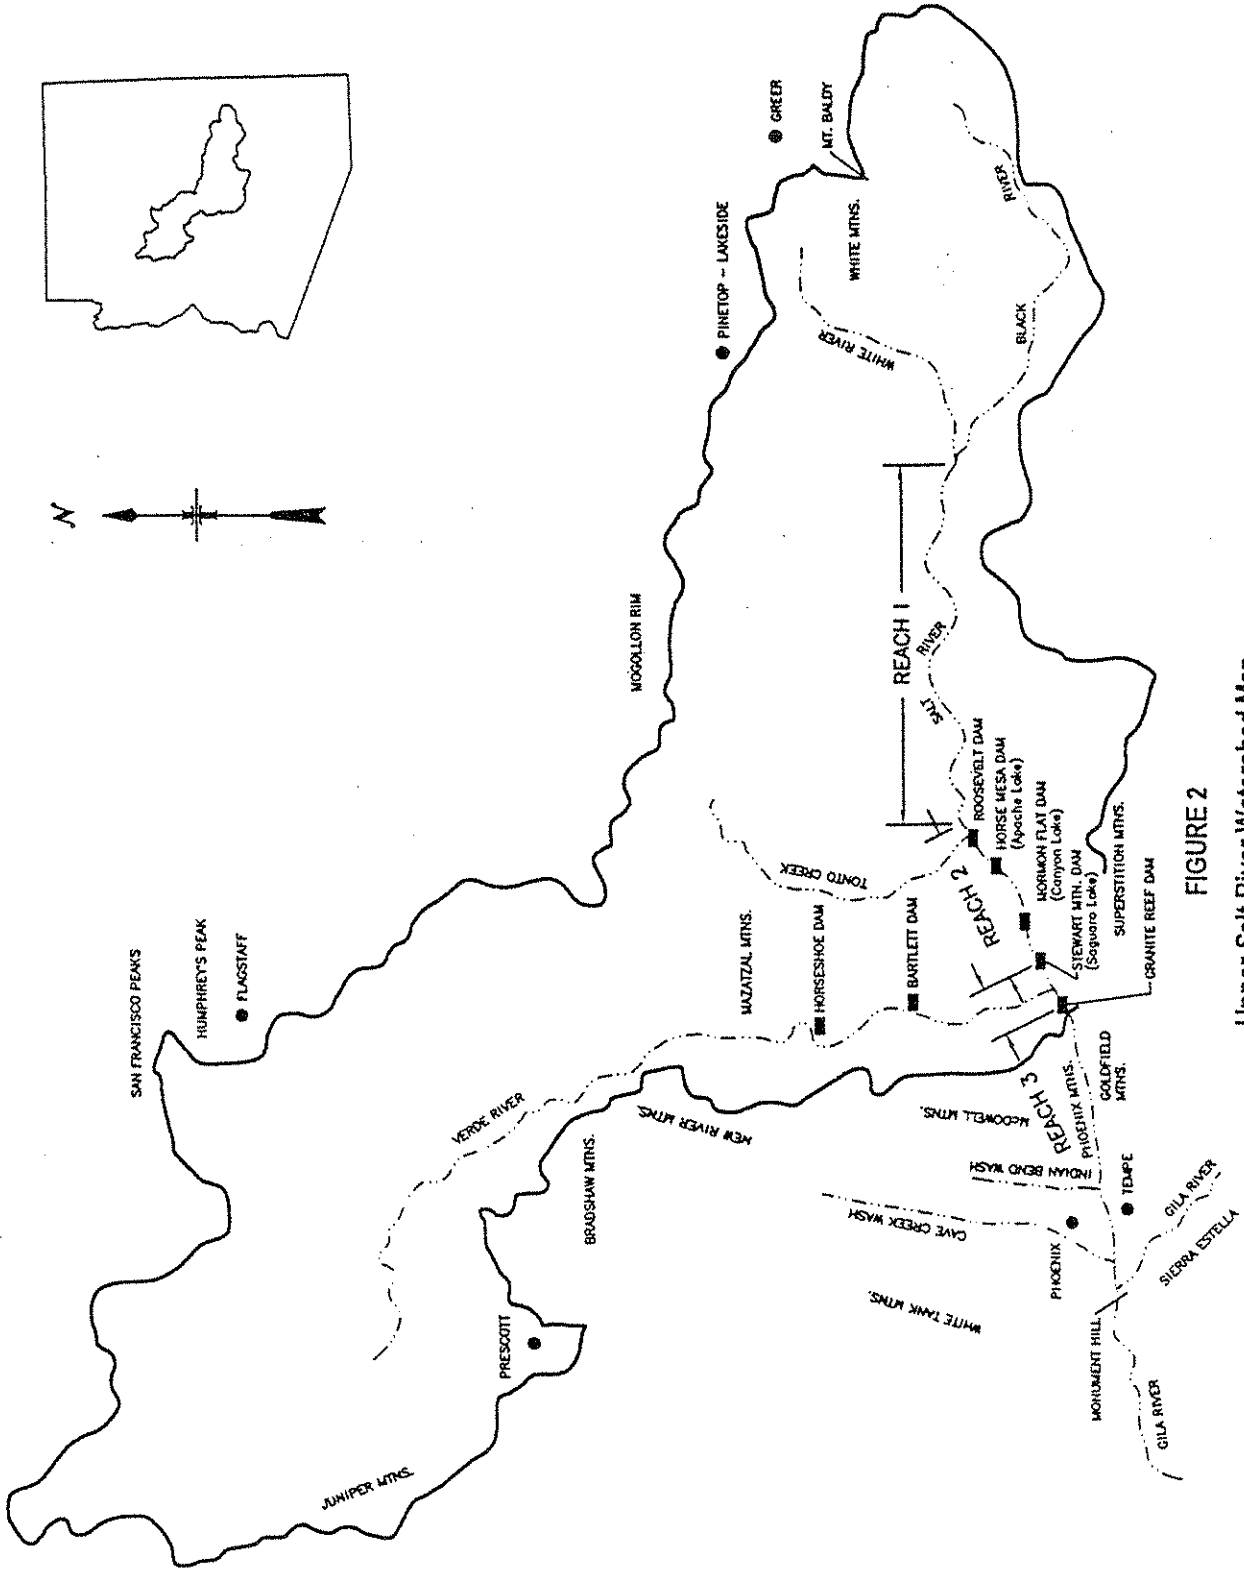 N
SAN FRANCISCO PEAKS
HUMPHREY'S PEAK
FLAGSTAFF
JUNIPER MTNS.
PRESCOTT
VERDE RIVER
BRADSHAW MTNS.
NEW RIVER MTNS.
MAZATZAL MTNS.
MOGOLLON RIM
PINETOP - LAKESIDE
GREER
MT. BALDY
WHITE MTNS.
WHITE RIVER
BLACK
RIVER
REACH 1
SALT
RIVER
TONTO CREEK
HORSESHOE DAM
BARTLETT DAM
REACH 2
ROOSEVELT DAM
HORSE MESA DAM
(Apache Lake)
MORMON FLAT DAM
(Canyon Lake)
STEWART MTN. DAM
(Saguaro Lake)
SUPERSTITION MTNS.
GRANITE REEF DAM
REACH 3
McDOWELL MTNS.
PHOENIX MTNS.
GOLDFIELD
MTNS.
INDIAN BEND WASH
CAVE CREEK WASH
WHITE TANK MTNS.
PHOENIX
TEMPE
GILA RIVER
SIERRA ESTELLA
MONUMENT HILL
GILA RIVER
FIGURE 2
Upper Salt River Watershed Map